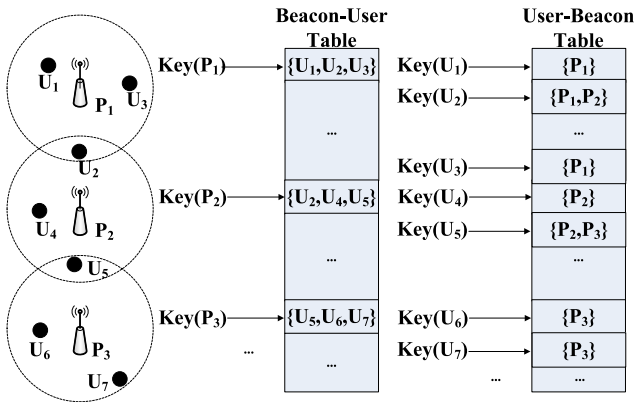 Beacon-User Table
User-Beacon Table
U₁
P₁
U₃
U₂
U₄
P₂
U₅
U₆
P₃
U₇
Key(P₁)
{U₁,U₂,U₃}
...
Key(P₂)
{U₂,U₄,U₅}
...
Key(P₃)
{U₅,U₆,U₇}
...
...
Key(U₁)
{P₁}
Key(U₂)
{P₁,P₂}
...
Key(U₃)
{P₁}
Key(U₄)
{P₂}
Key(U₅)
{P₂,P₃}
...
Key(U₆)
{P₃}
Key(U₇)
{P₃}
...
...